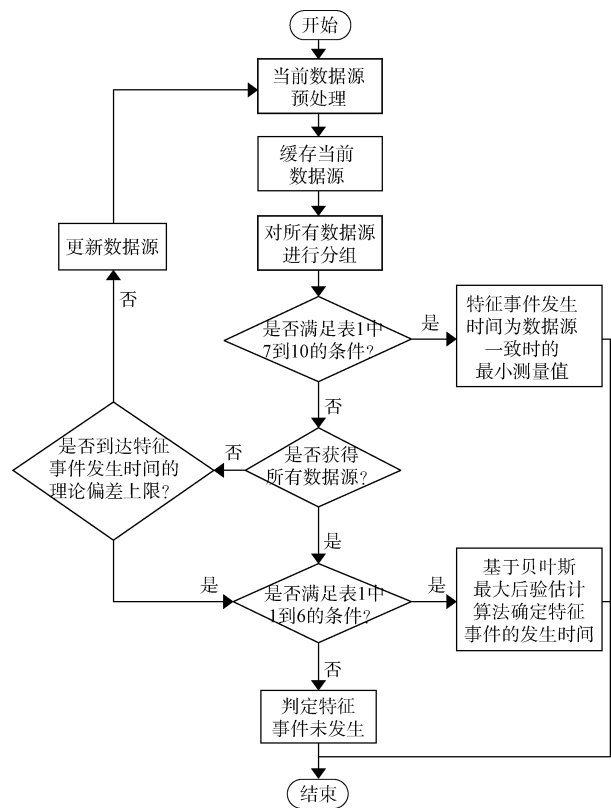 开始
当前数据源
预处理
缓存当前
数据源
更新数据源
对所有数据源
进行分组
否
是否满足表1中
7到10的条件?
是
特征事件发生
时间为数据源
一致时的
最小测量值
否
是否到达特征
事件发生时间的
理论偏差上限?
否
是否获得
所有数据源?
是
是
是否满足表1中
1到6的条件?
是
基于贝叶斯
最大后验估计
算法确定特征
事件的发生时间
否
判定特征
事件未发生
结束